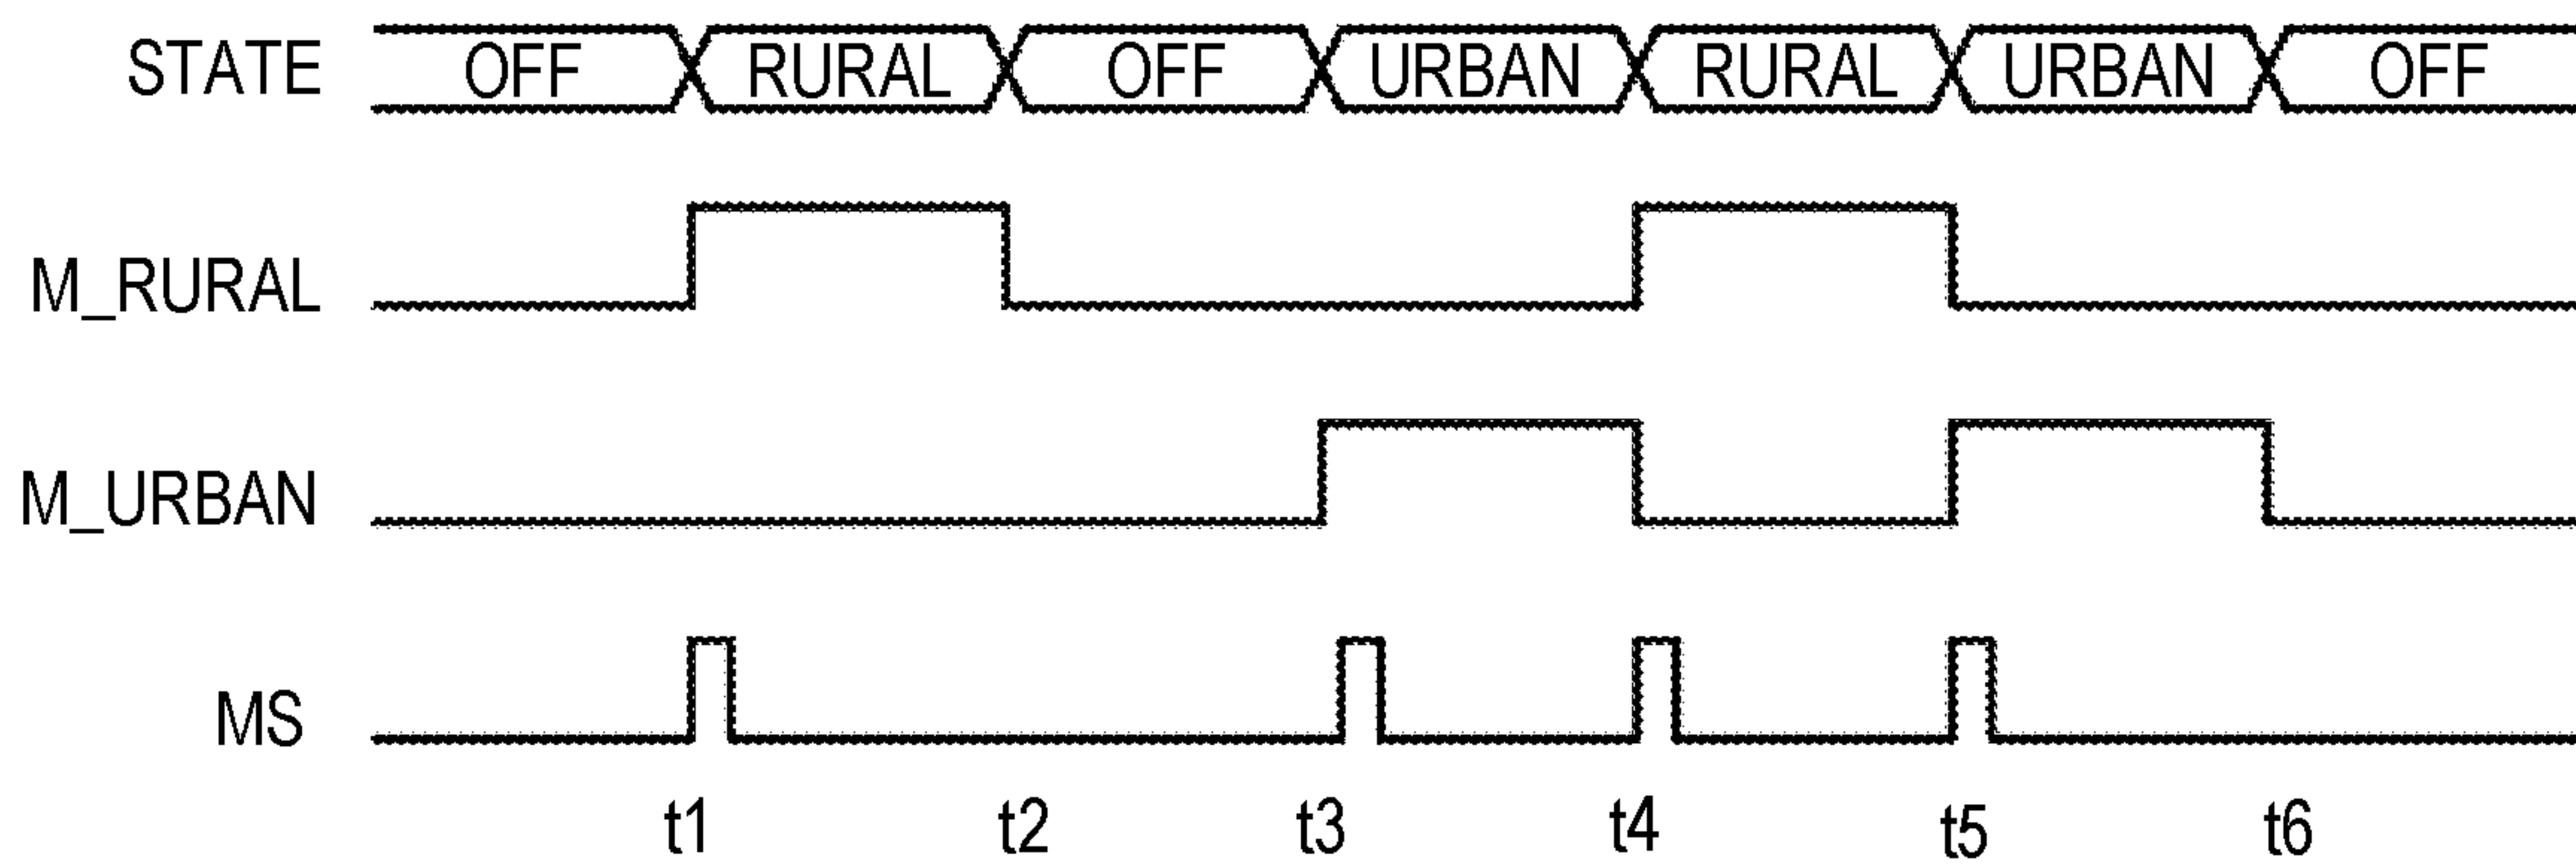 STATE OFF RURAL OFF URBAN RURAL URBAN OFF
M_RURAL
M_URBAN
MS
t1 t2 t3 t4 t5 t6